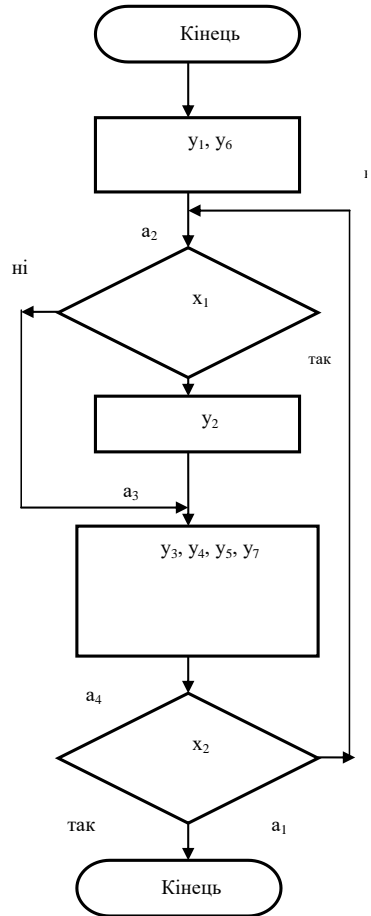 Кінець
y₁, y₆
a₂
ні
x₁
так
y₂
a₃
y₃, y₄, y₅, y₇
a₄
x₂
так
a₁
Кінець